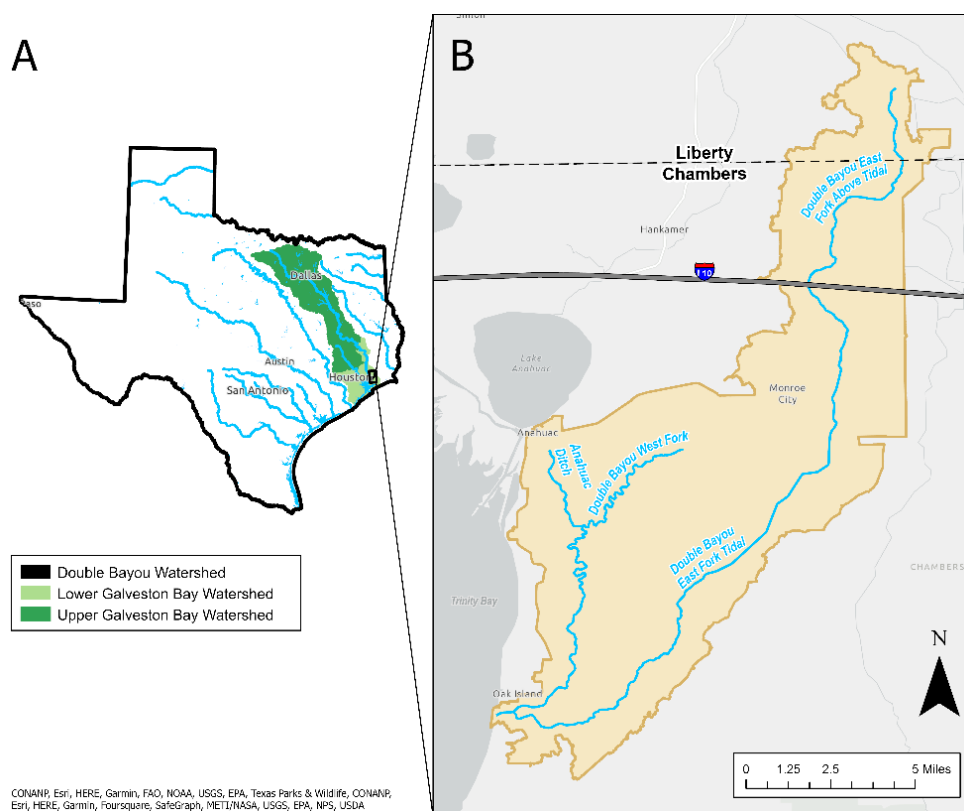 A
Dallas
Austin
Houston
San Antonio
Double Bayou Watershed
Lower Galveston Bay Watershed
Upper Galveston Bay Watershed
CONANP, Esri, HERE, Garmin, FAO, NOAA, USGS, EPA, Texas Parks & Wildlife, CONANP,
Esri, HERE, Garmin, Foursquare, SafeGraph, METI/NASA, USGS, EPA, NPS, USDA
B
Liberty
Chambers
Double Bayou East
Fork Above Tidal
Hankamer
I 10
Lake
Anahuac
Monroe
City
Anahuac
Anahuac
Ditch
Double Bayou West Fork
Double Bayou
East Fork Tidal
CHAMBERS
Trinity Bay
Oak Island
N
0 1.25 2.5 5 Miles